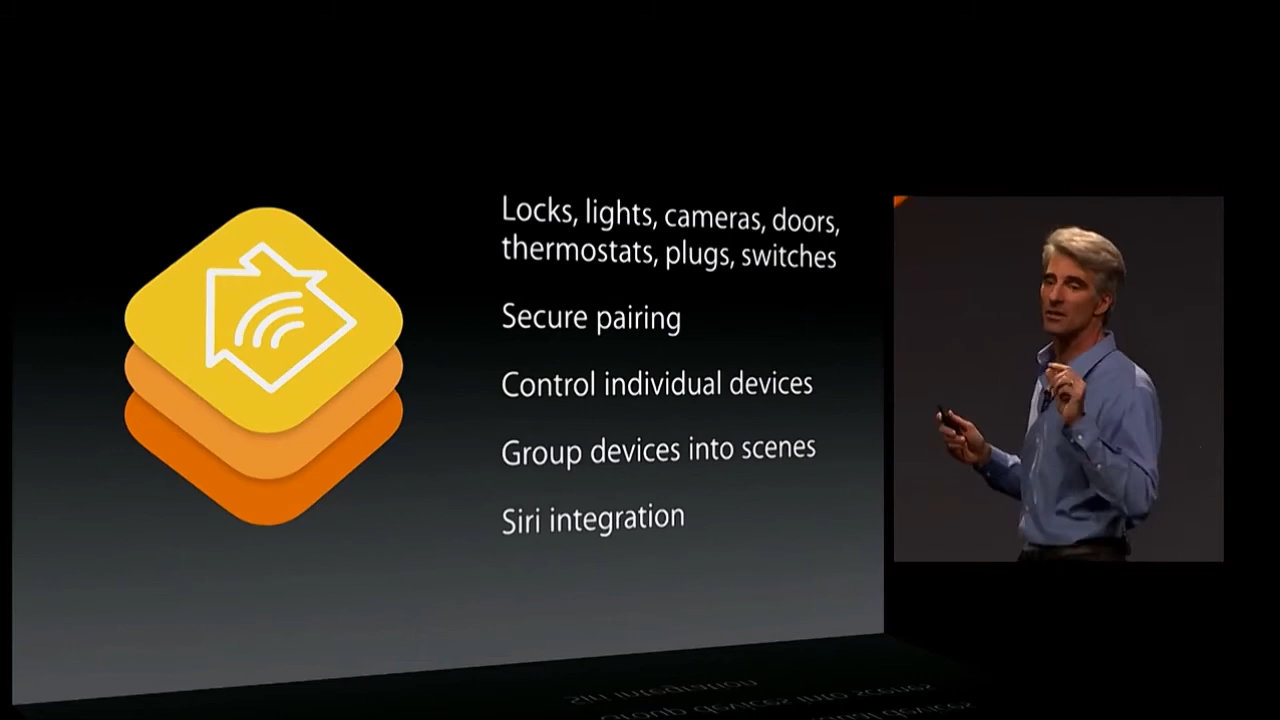 Locks, lights, cameras, doors,
thermostats, plugs, switches
Secure pairing
Control individual devices
Group devices into scenes
Siri integration